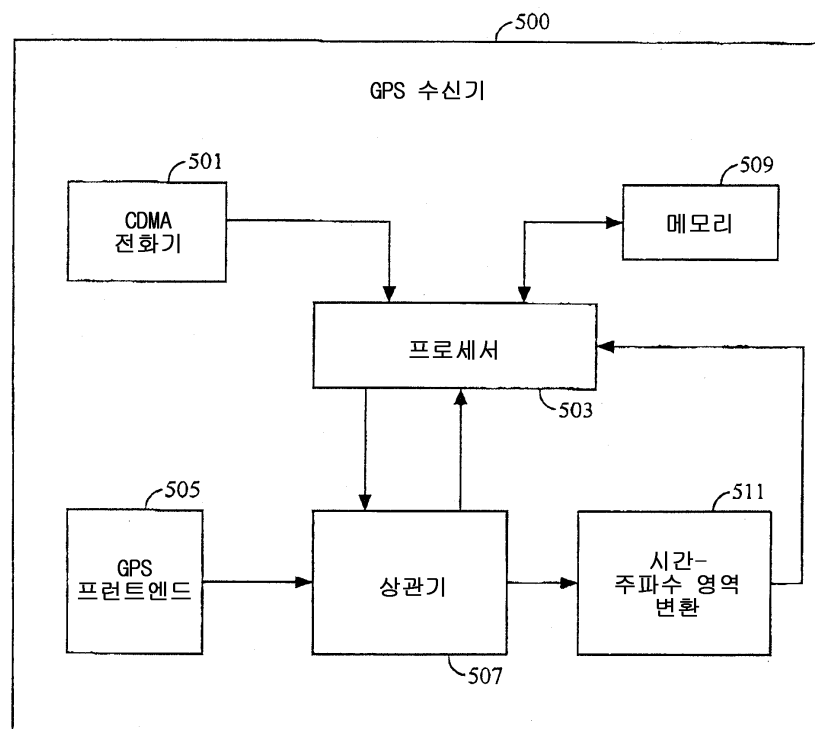 500
GPS 수신기
501
CDMA
전화기
509
메모리
프로세서
503
505
GPS
프런트엔드
상관기
507
511
시간-
주파수 영역
변환